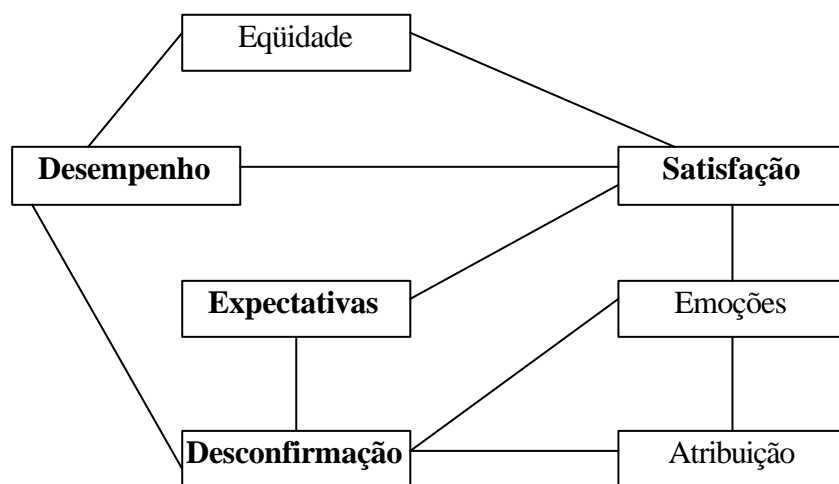 Eqüidade
Desempenho
Satisfação
Expectativas
Emoções
Desconfirmação
Atribuição